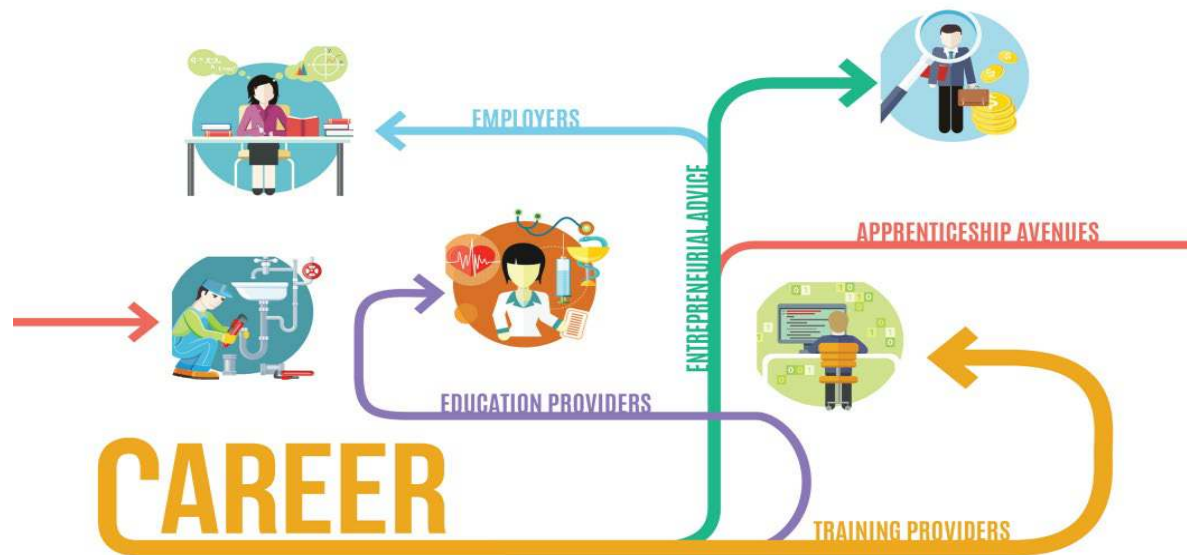 EMPLOYERS
ENTREPRENEURIAL ADVICE
APPRENTICESHIP AVENUES
EDUCATION PROVIDERS
CAREER
TRAINING PROVIDERS